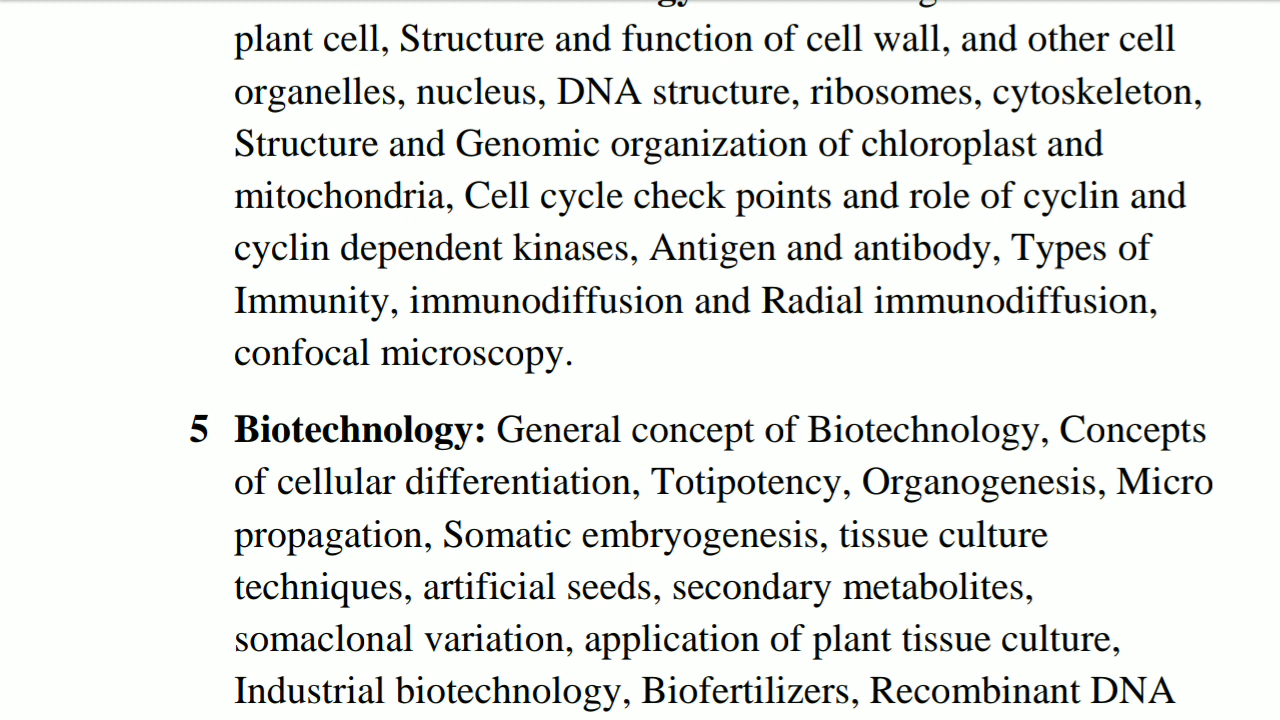 plant cell, Structure and function of cell wall, and other cell
organelles, nucleus, DNA structure, ribosomes, cytoskeleton,
Structure and Genomic organization of chloroplast and
mitochondria, Cell cycle check points and role of cyclin and
cyclin dependent kinases, Antigen and antibody, Types of
Immunity, immunodiffusion and Radial immunodiffusion,
confocal microscopy.
5 Biotechnology: General concept of Biotechnology, Concepts
of cellular differentiation, Totipotency, Organogenesis, Micro
propagation, Somatic embryogenesis, tissue culture
techniques, artificial seeds, secondary metabolites,
somaclonal variation, application of plant tissue culture,
Industrial biotechnology, Biofertilizers, Recombinant DNA